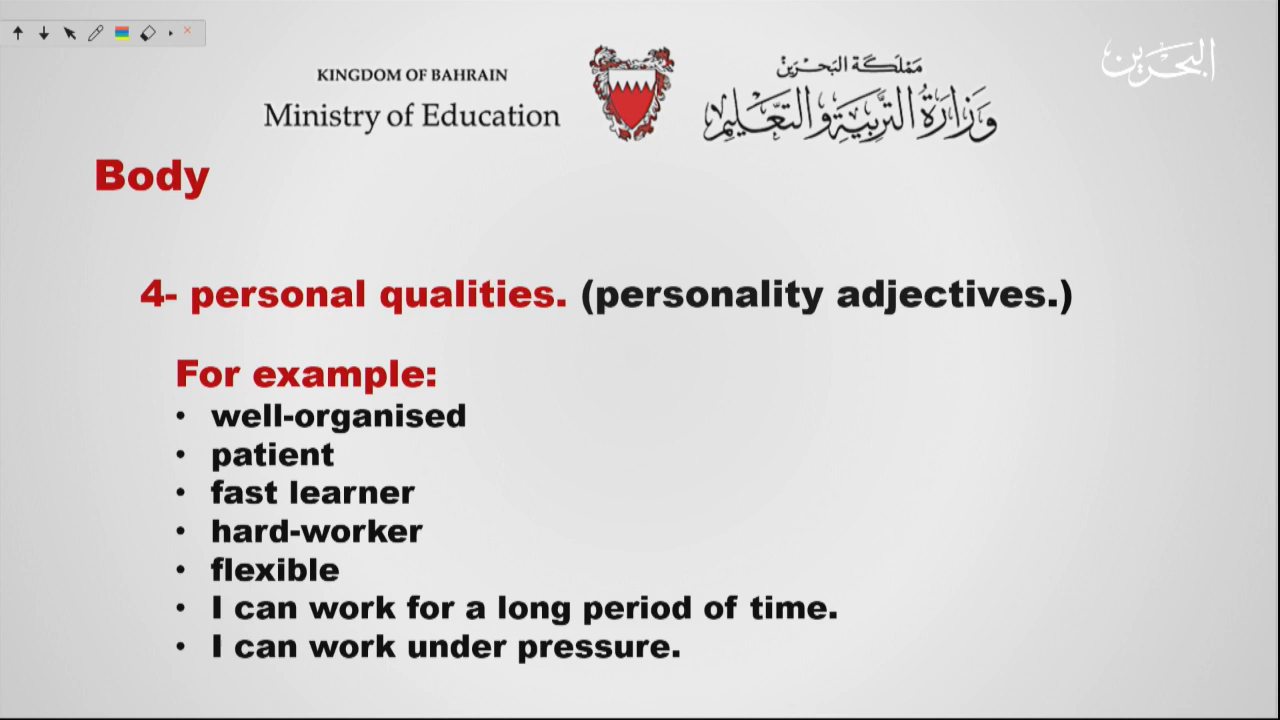 البحرين
KINGDOM OF BAHRAIN
Ministry of Education
مَمْلَكَة البَحْرَيْن
وَزَارَةُ التَّرْبِيَةِ وَالتَّعْلِيم
Body
4- personal qualities. (personality adjectives.)
For example:
• well-organised
• patient
• fast learner
• hard-worker
• flexible
• I can work for a long period of time.
• I can work under pressure.